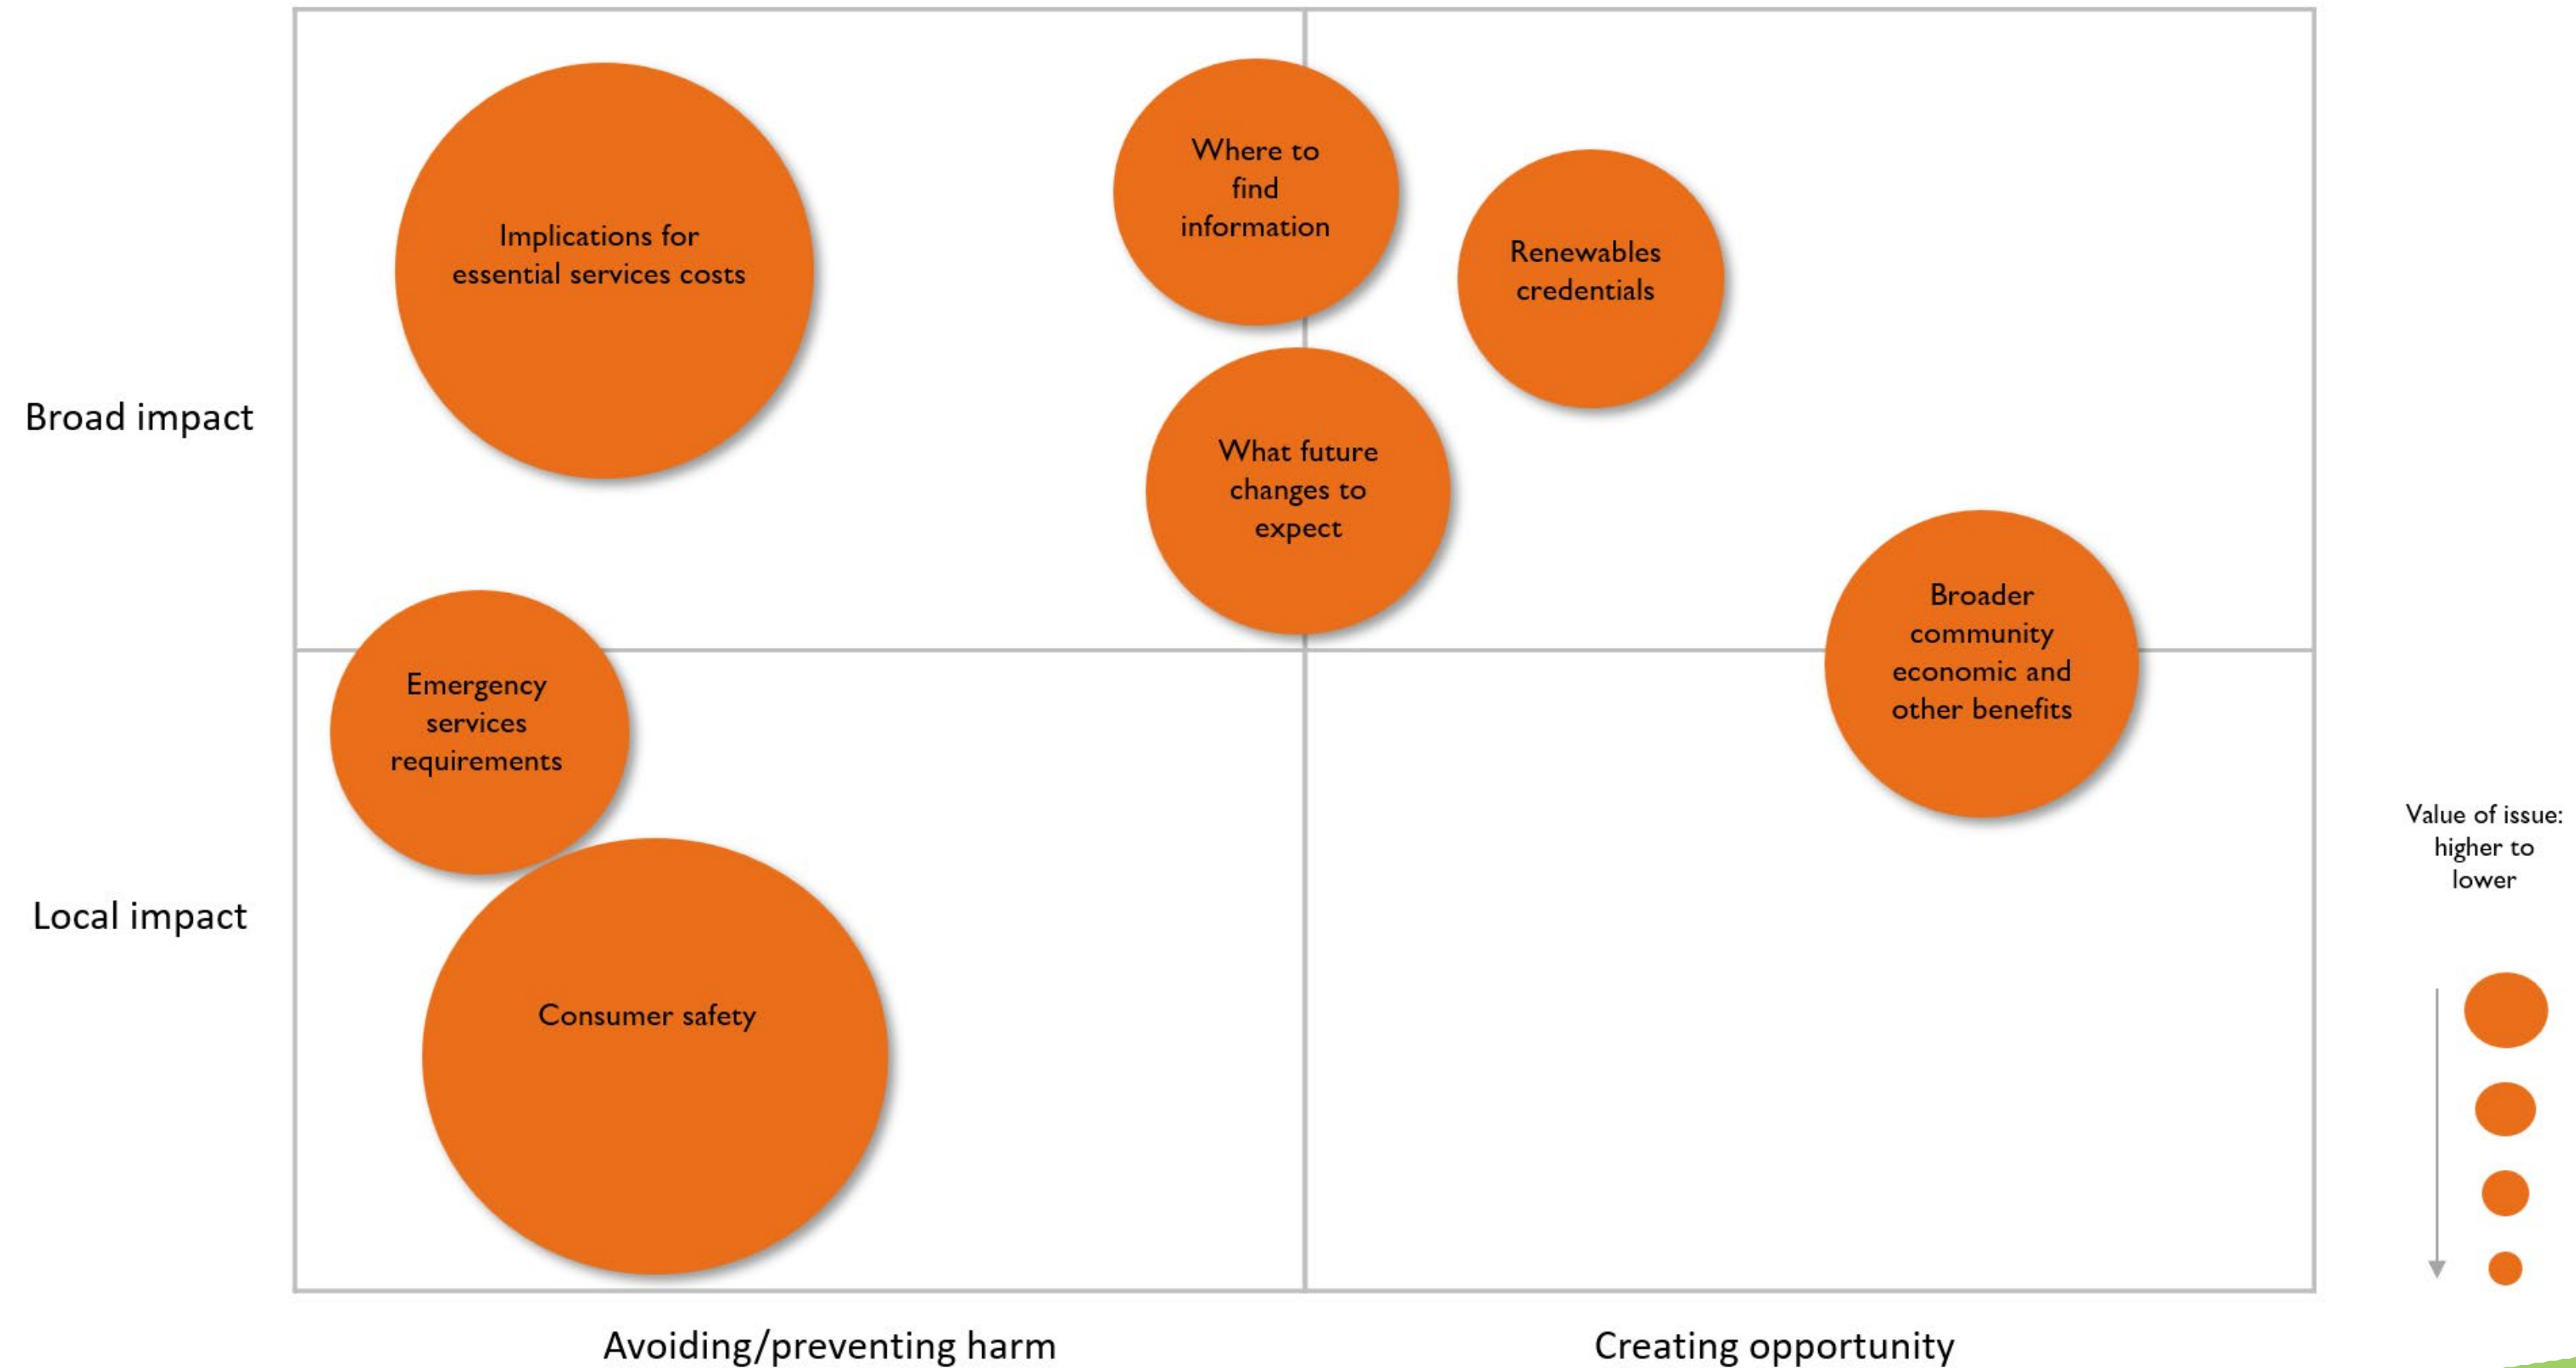 Where to
find
information
Implications for
essential services costs
Renewables
credentials
Broad impact
What future
changes to
expect
Broader
community
economic and
other benefits
Emergency
services
requirements
Value of issue:
higher to
lower
Local impact
Consumer safety
Avoiding/preventing harm
Creating opportunity